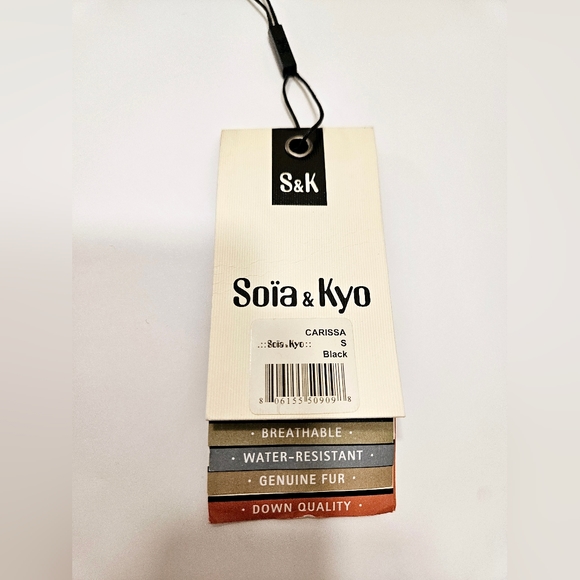 S&K
Soïa & Kyo
CARISSA
.::Soïa & Kyo::
S
Black
8 06155 50909 8
· BREATHABLE ·
· WATER-RESISTANT ·
· GENUINE FUR ·
· DOWN QUALITY ·